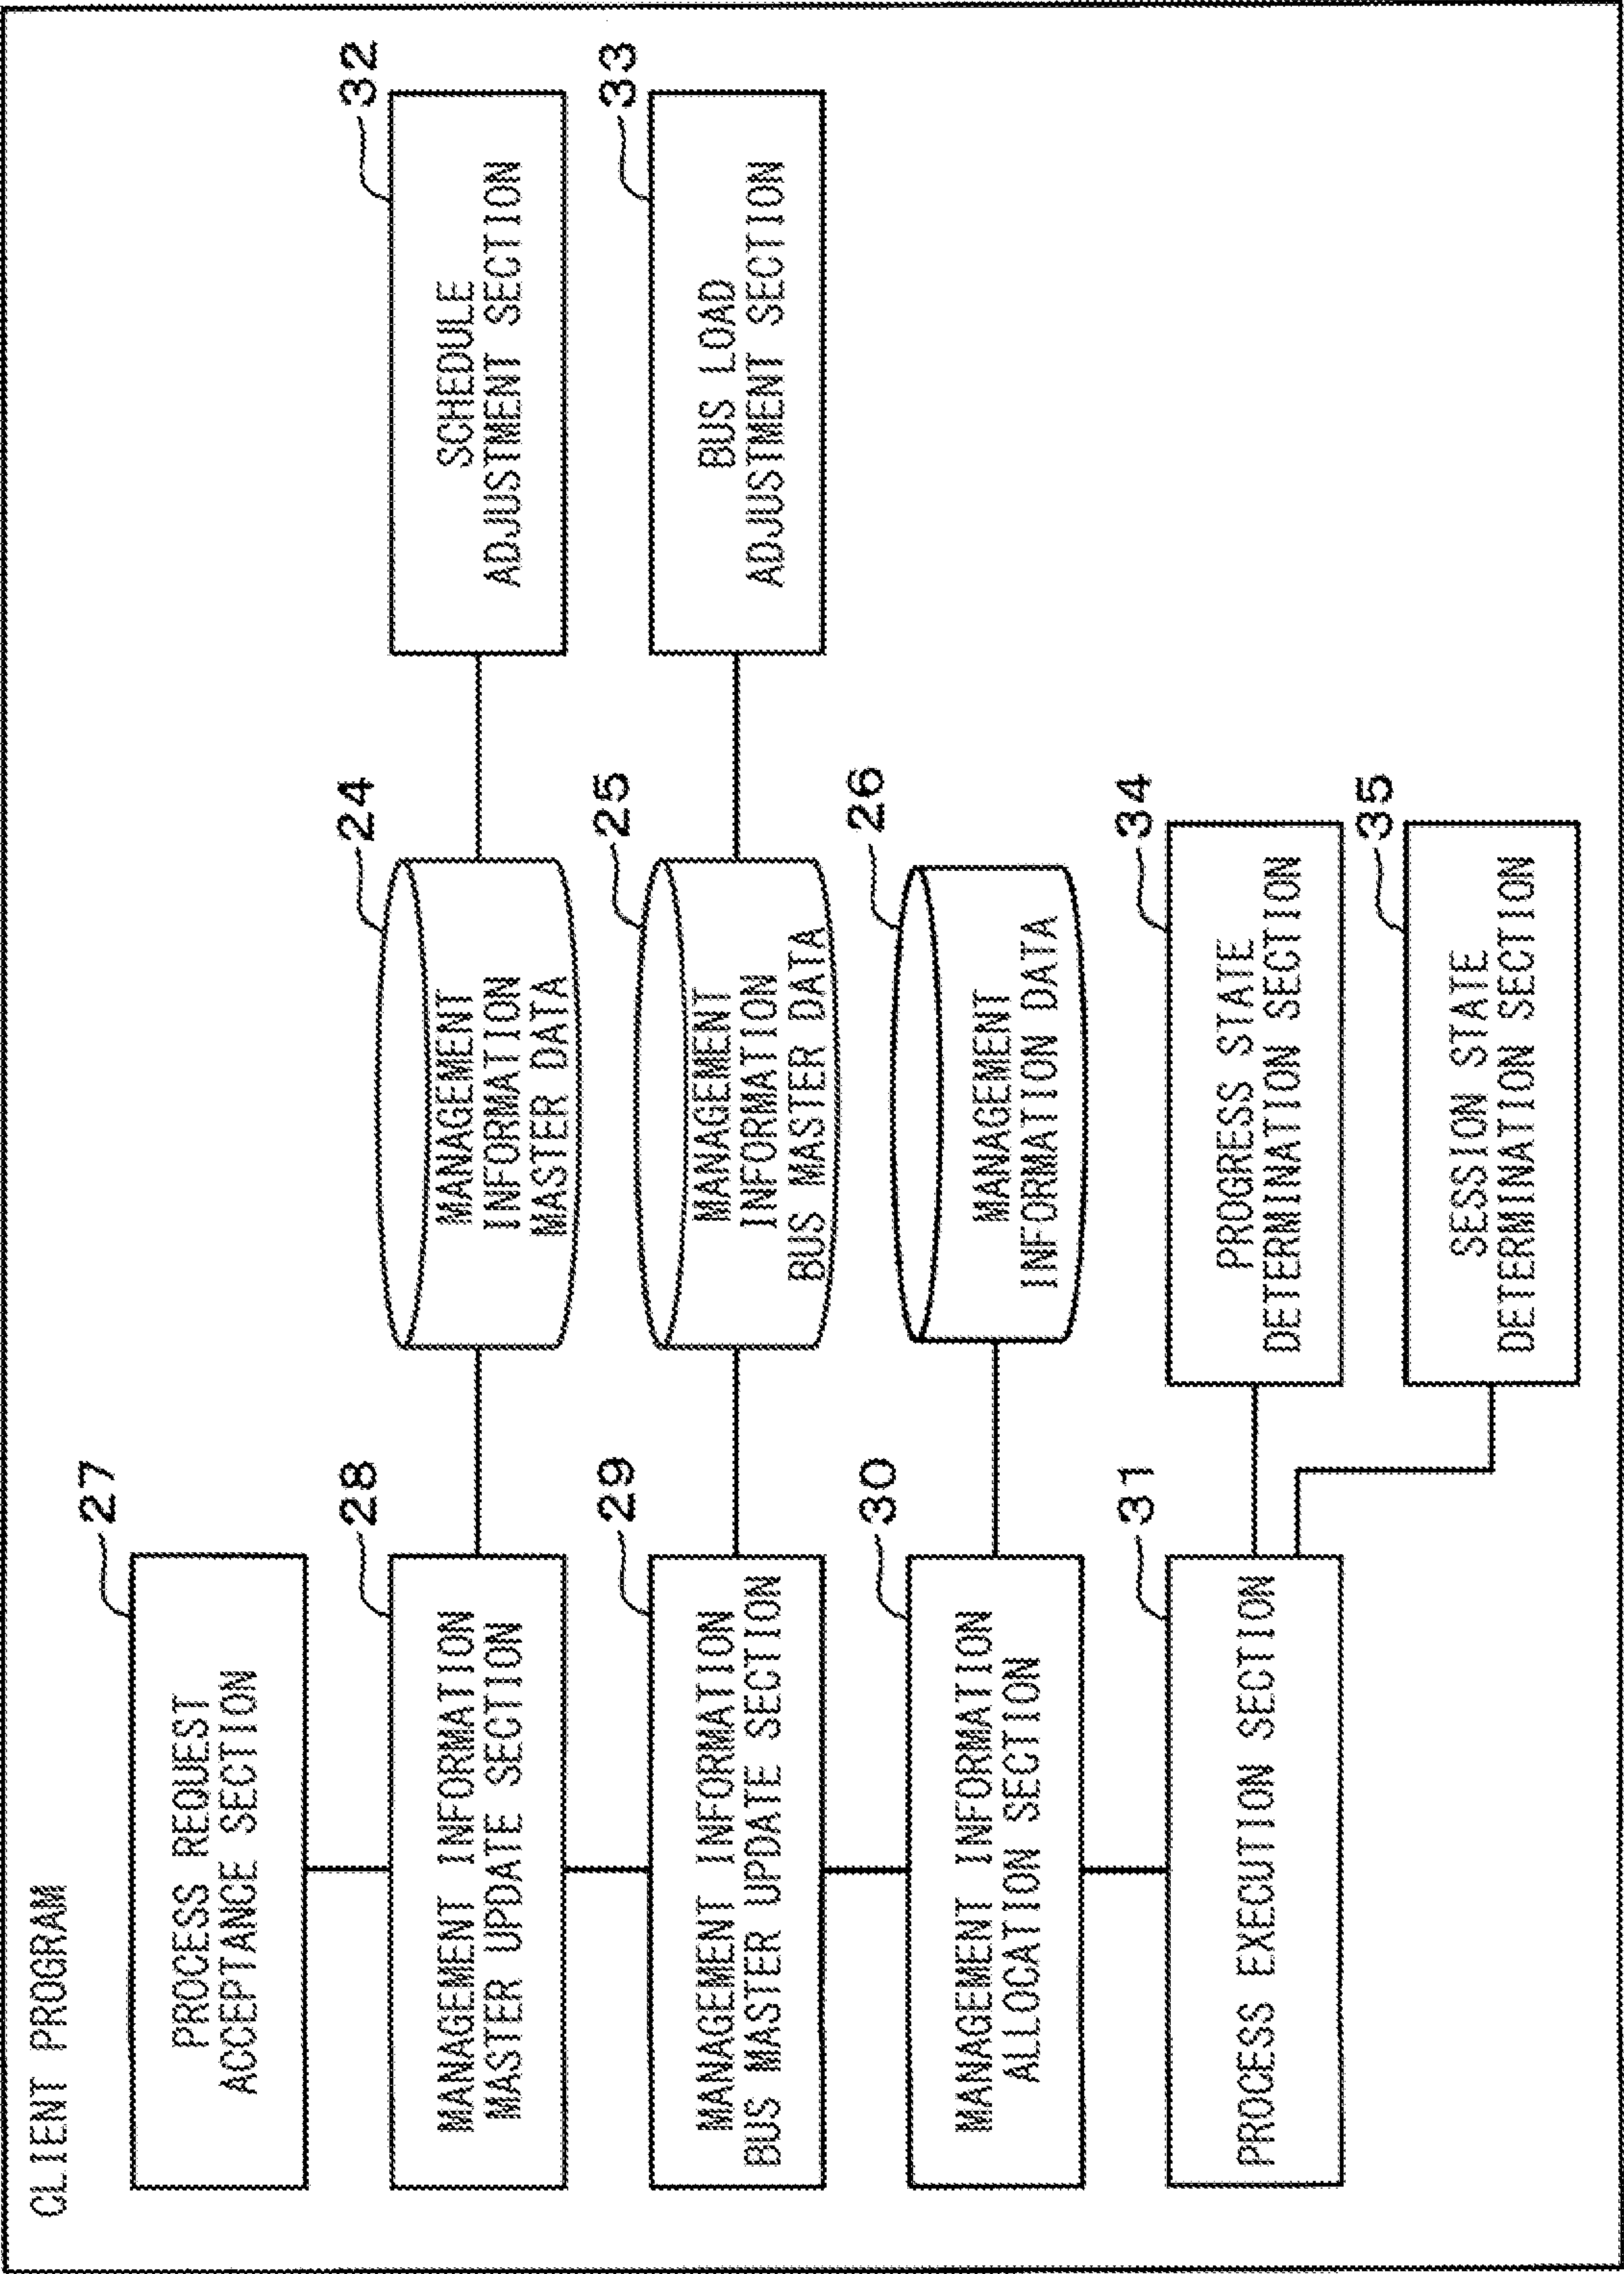 CLIENT PROGRAM
27
PROCESS REQUEST
ACCEPTANCE SECTION
28
MANAGEMENT INFORMATION
MASTER UPDATE SECTION
24
MANAGEMENT
INFORMATION
MASTER DATA
32
SCHEDULE
ADJUSTMENT SECTION
29
MANAGEMENT INFORMATION
BUS MASTER UPDATE SECTION
25
MANAGEMENT
INFORMATION
BUS MASTER DATA
33
BUS LOAD
ADJUSTMENT SECTION
30
MANAGEMENT INFORMATION
ALLOCATION SECTION
26
MANAGEMENT
INFORMATION DATA
31
PROCESS EXECUTION SECTION
34
PROGRESS STATE
DETERMINATION SECTION
35
SESSION STATE
DETERMINATION SECTION